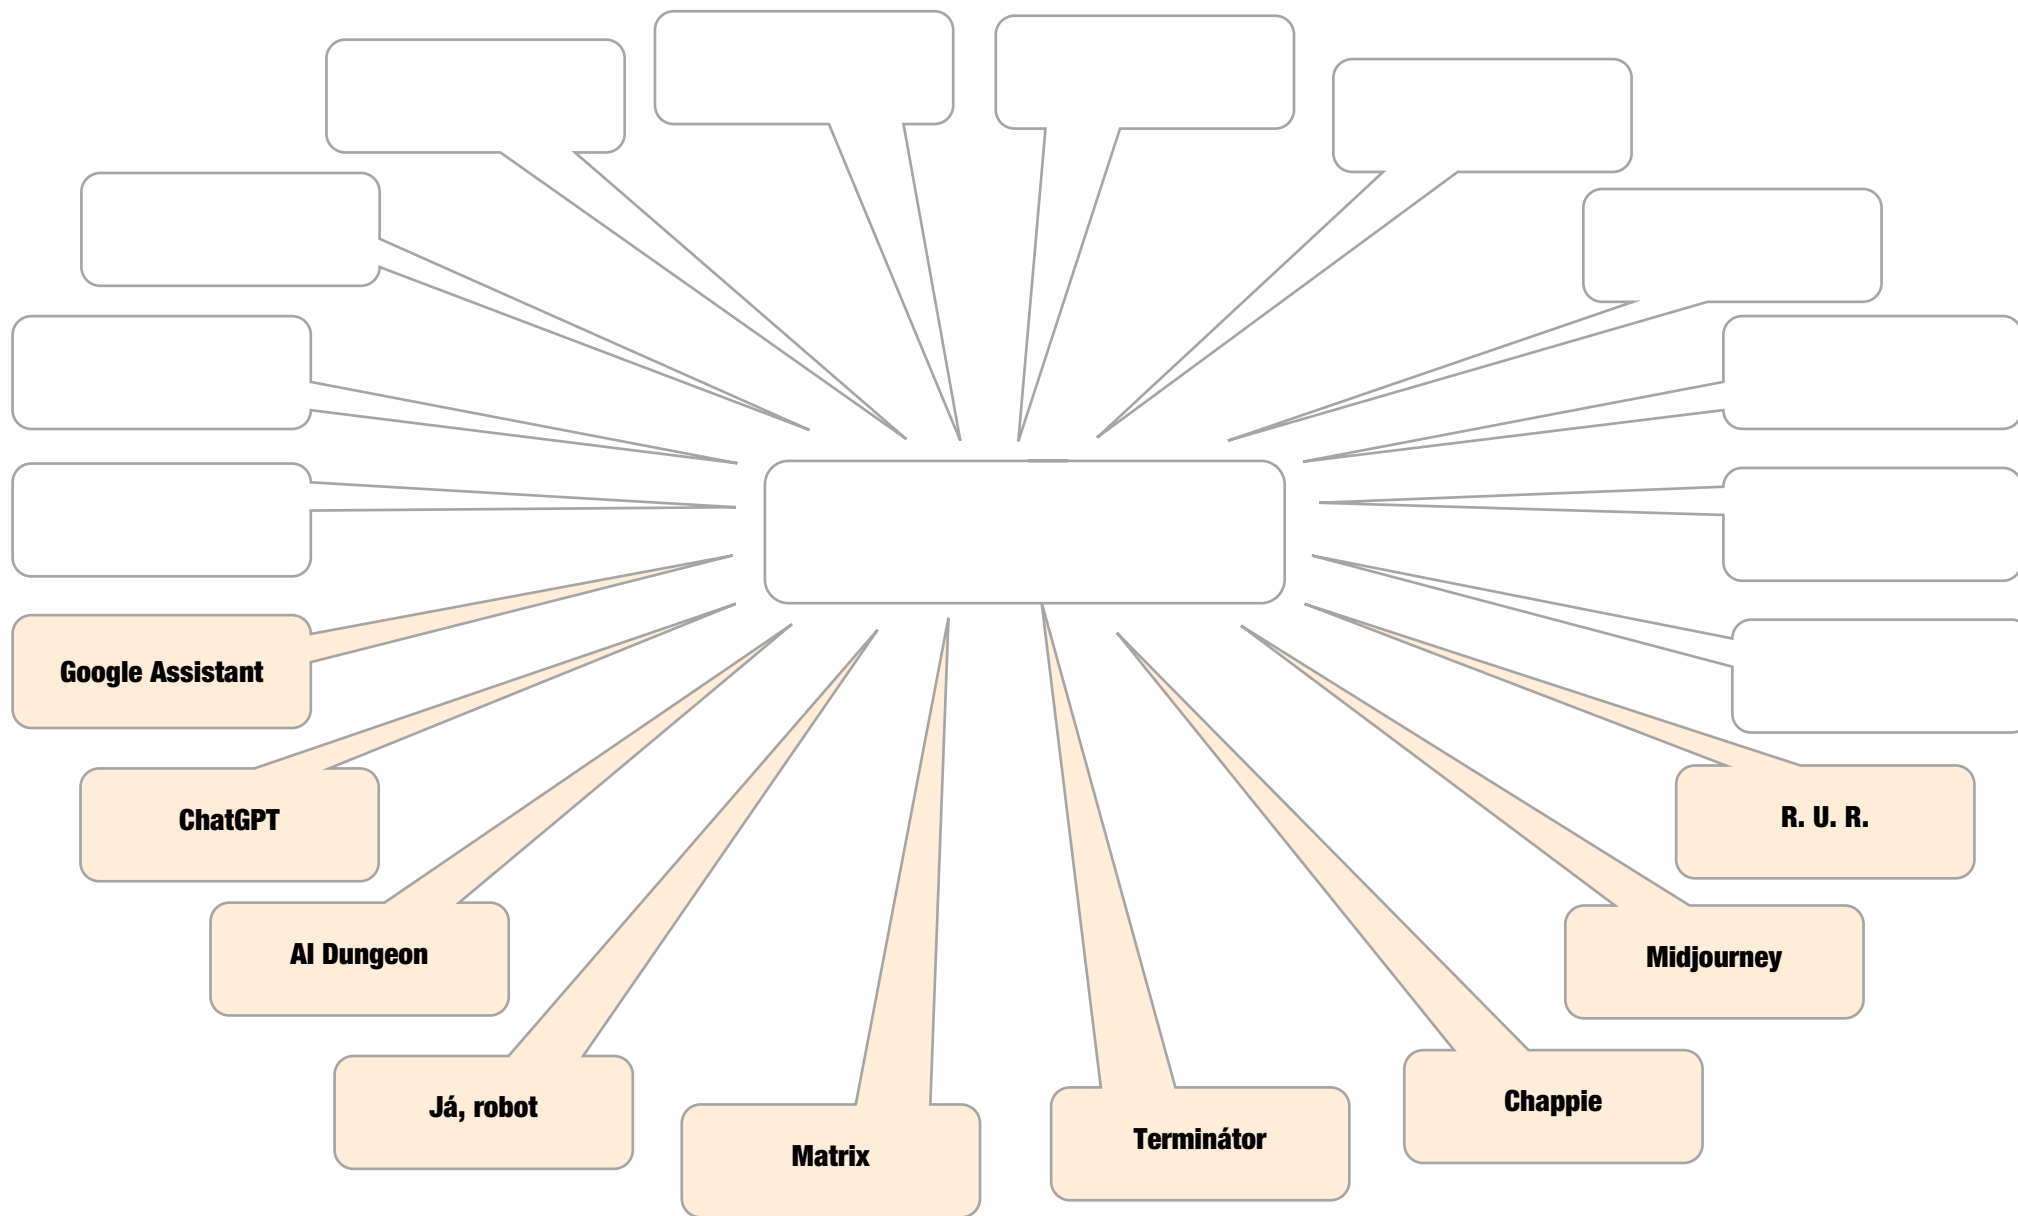 Google Assistant
ChatGPT
R. U. R.
AI Dungeon
Midjourney
Já, robot
Chappie
Matrix
Terminátor